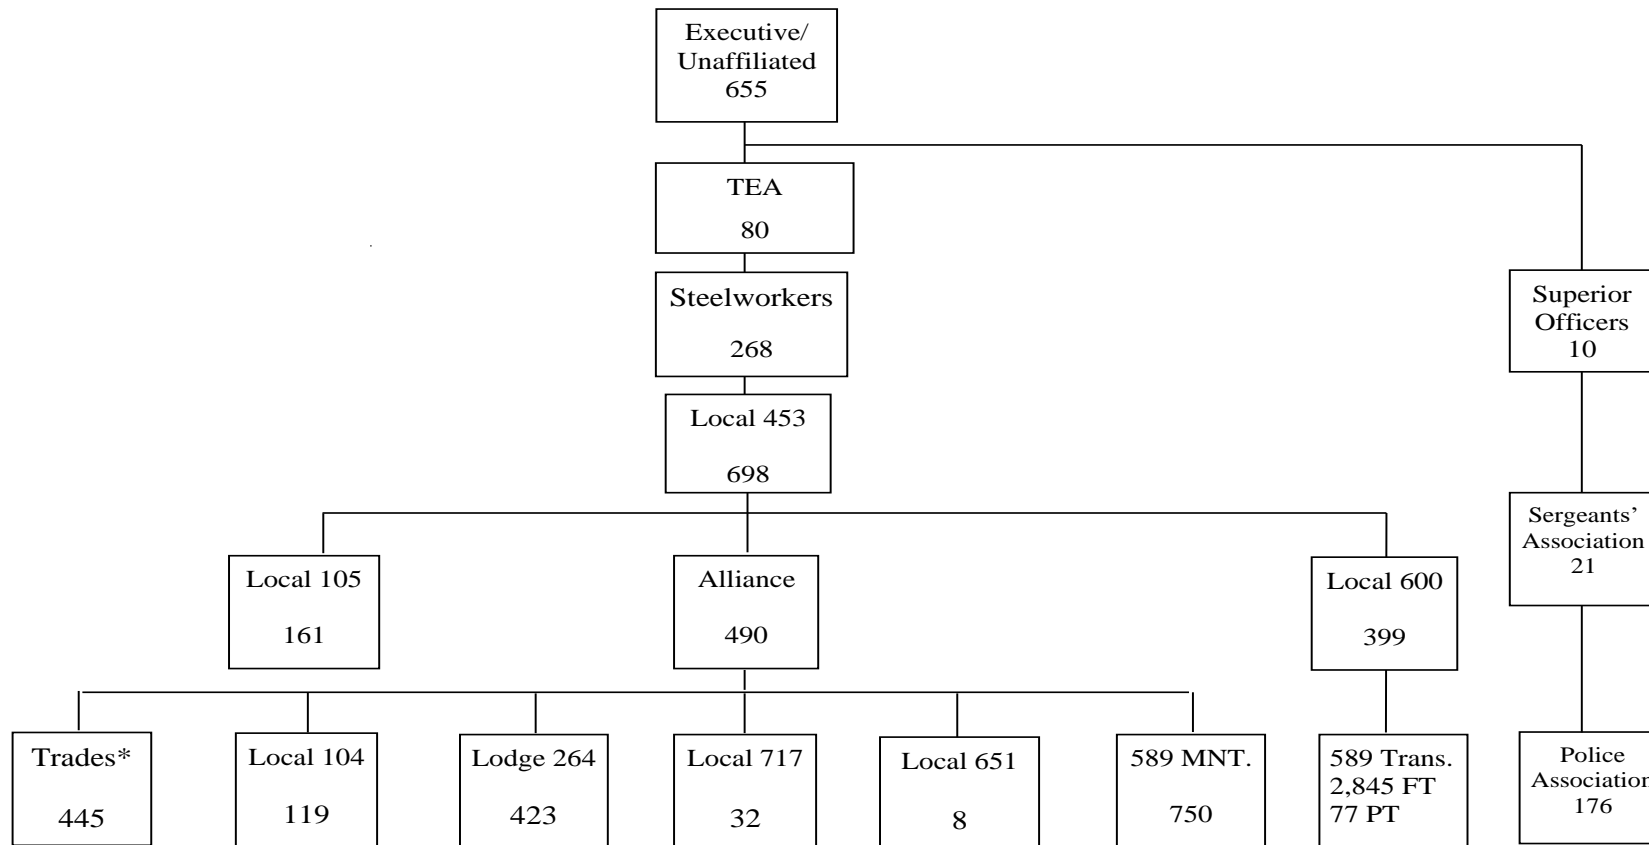 Executive/
Unaffiliated
655
TEA
80
Steelworkers
268
Superior
Officers
10
Local 453
698
Sergeants’
Association
21
Local 105
161
Alliance
490
Local 600
399
Trades*
445
Local 104
119
Lodge 264
423
Local 717
32
Local 651
8
589 MNT.
750
589 Trans.
2,845 FT
77 PT
Police
Association
176